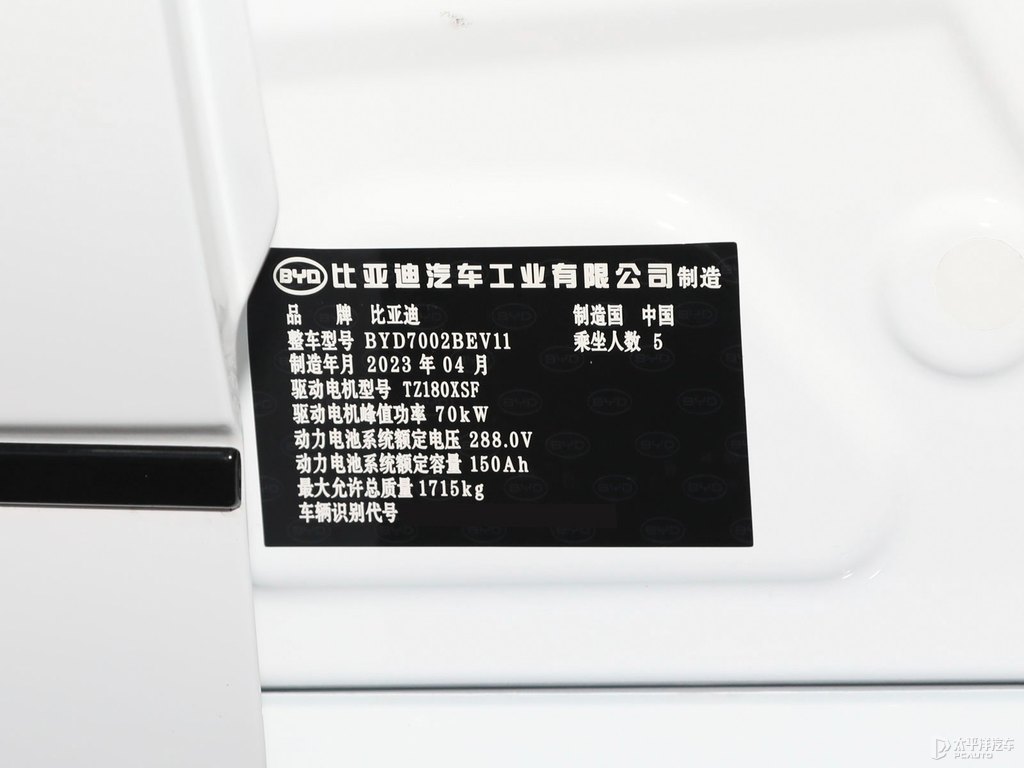 BYD 比亚迪汽车工业有限公司制造
品 牌 比亚迪 制造国 中国
整车型号 BYD7002BEV11 乘坐人数 5
制造年月 2023 年 04 月
驱动电机型号 TZ180XSF
驱动电机峰值功率 70kW
动力电池系统额定电压 288.0V
动力电池系统额定容量 150Ah
最大允许总质量 1715kg
车辆识别代号
太平洋汽车
PCAUTO